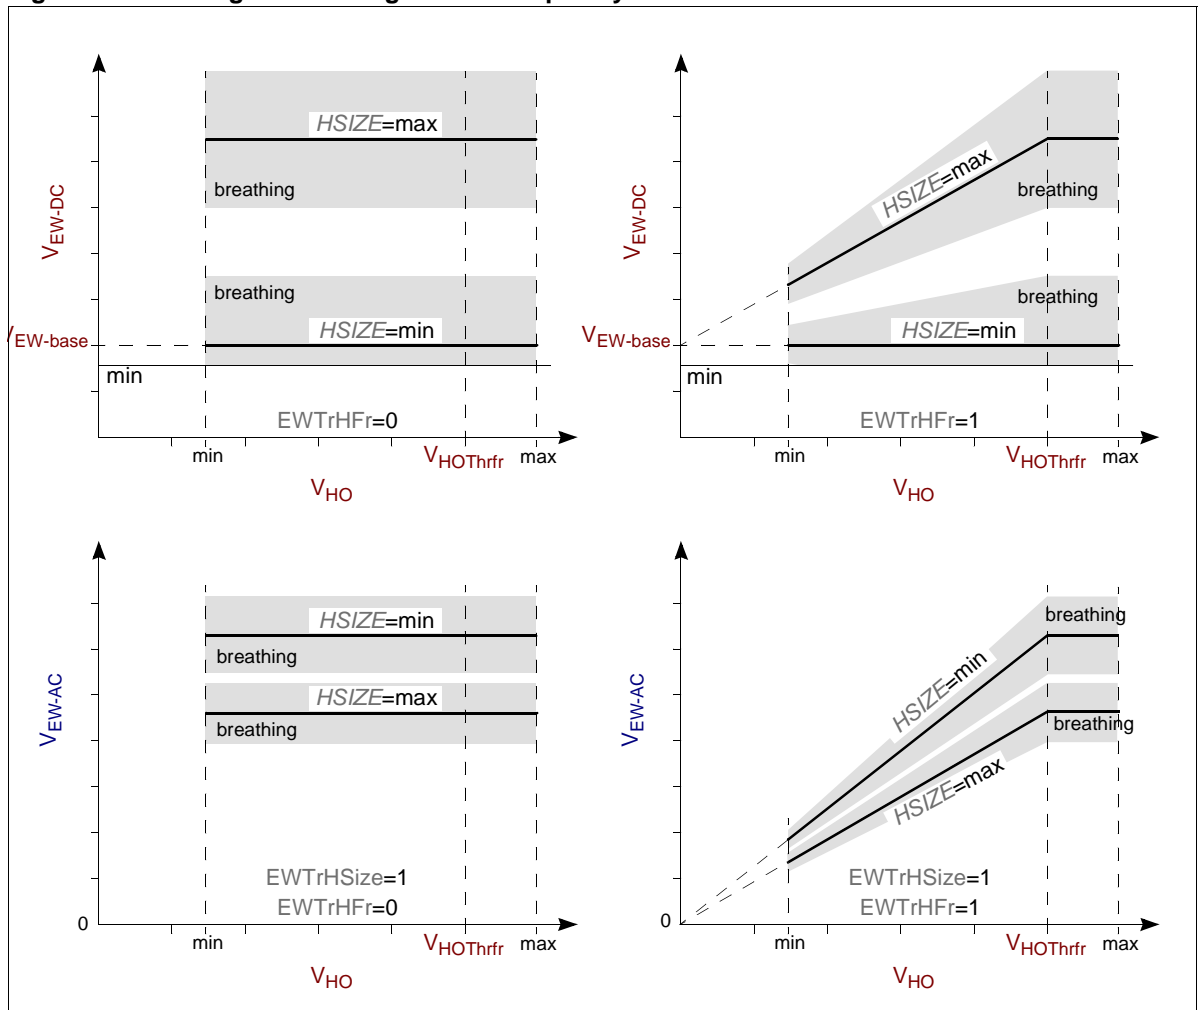 HSIZE=max
breathing
breathing
HSIZE=min
VEW-DC
VEW-base
min
EWTrHFr=0
min
VHOThrfr
max
VHO
HSIZE=max
breathing
breathing
HSIZE=min
VEW-DC
VEW-base
min
EWTrHFr=1
min
VHOThrfr
max
VHO
HSIZE=min
breathing
HSIZE=max
breathing
VEW-AC
EWTrHSize=1
EWTrHFr=0
0
min
VHOThrfr
max
VHO
breathing
HSIZE=min
breathing
HSIZE=max
VEW-AC
EWTrHSize=1
EWTrHFr=1
0
min
VHOThrfr
max
VHO